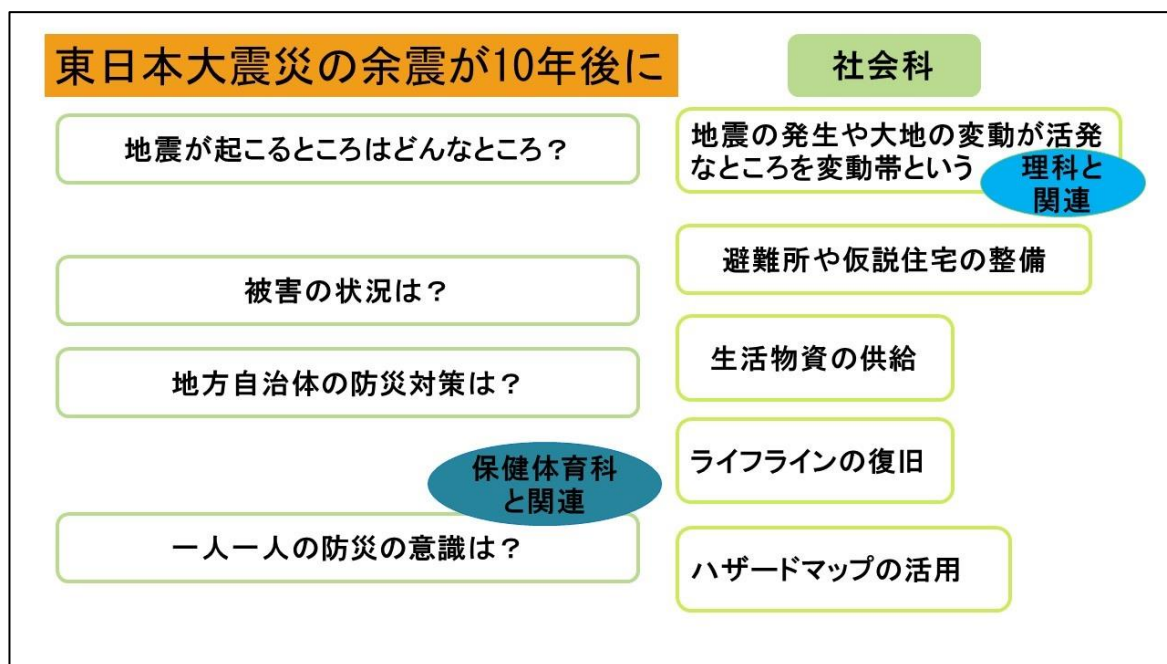 東日本大震災の余震が10年後に
社会科
地震が起こるところはどんなところ？
地震の発生や大地の変動が活発
なところを変動帯という
理科と
関連
被害の状況は？
避難所や仮説住宅の整備
地方自治体の防災対策は？
生活物資の供給
保健体育科
と関連
ライフラインの復旧
一人一人の防災の意識は？
ハザードマップの活用